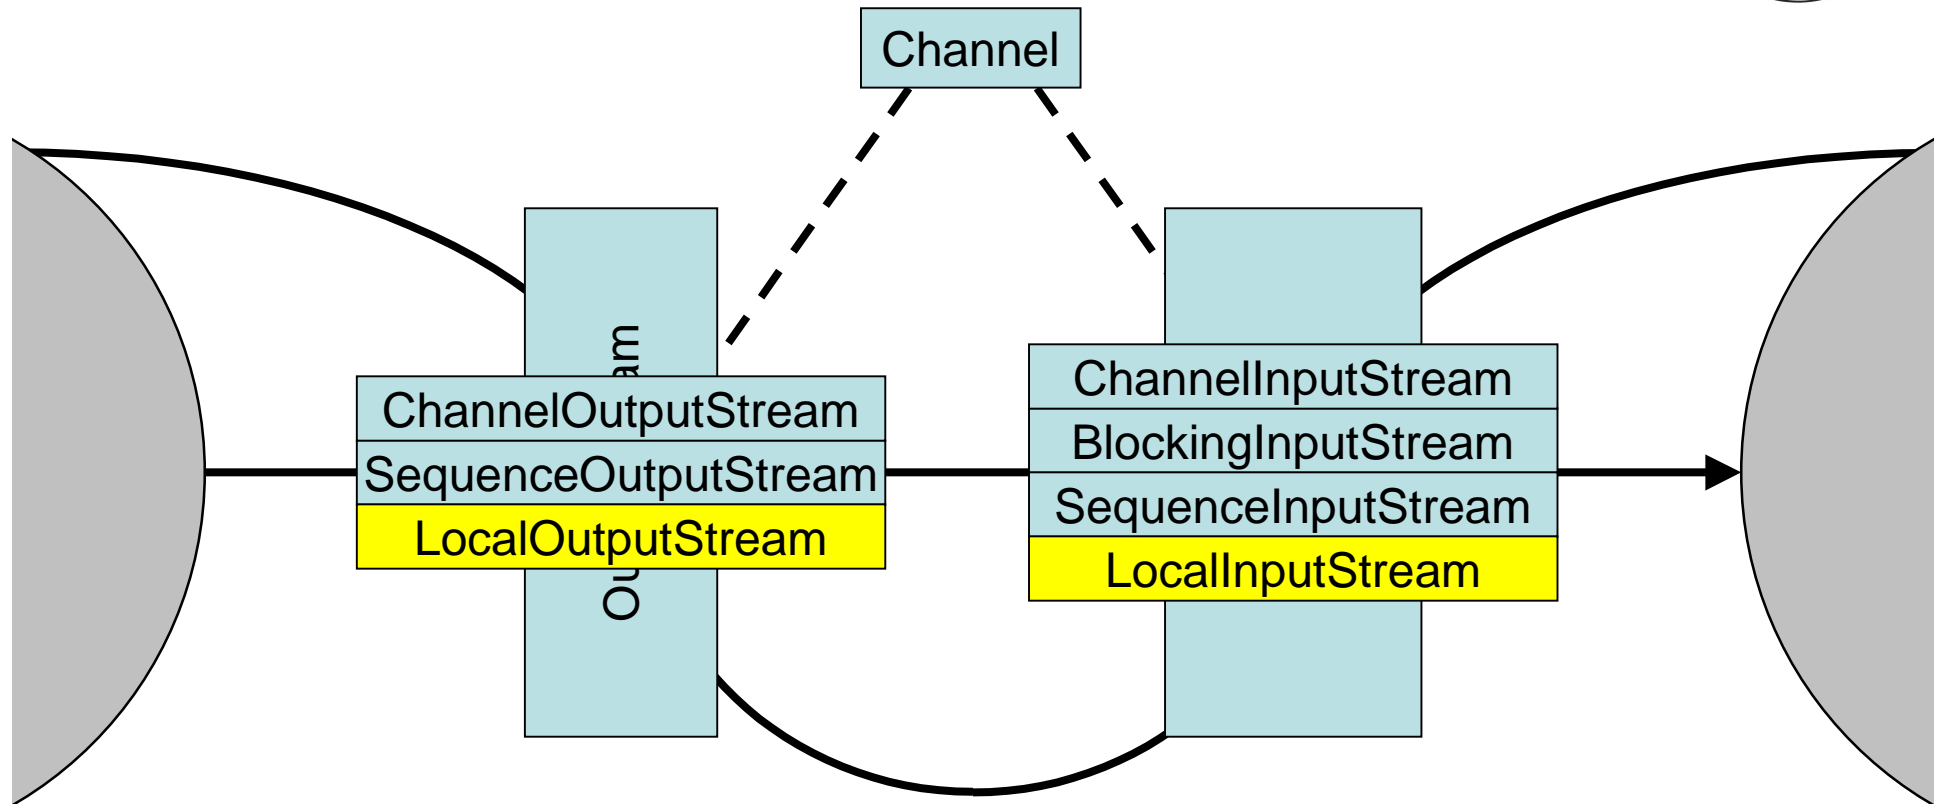 Channel
ChannelOutputStream
SequenceOutputStream
LocalOutputStream
ChannelInputStream
BlockingInputStream
SequenceInputStream
LocalInputStream